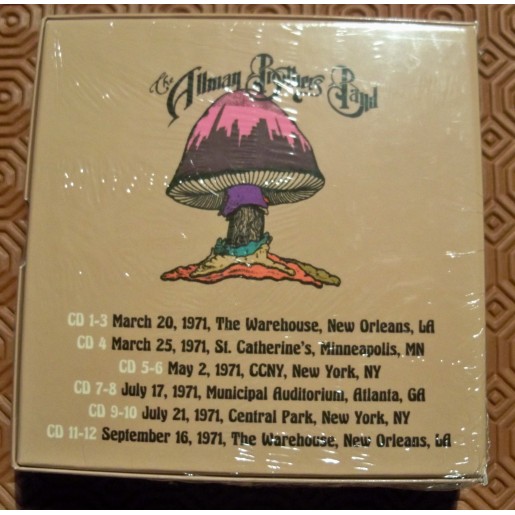 The Allman Brothers Band
CD 1-3 March 20, 1971, The Warehouse, New Orleans, LA
CD 4 March 25, 1971, St. Catherine's, Minneapolis, MN
CD 5-6 May 2, 1971, CCNY, New York, NY
CD 7-8 July 17, 1971, Municipal Auditorium, Atlanta, GA
CD 9-10 July 21, 1971, Central Park, New York, NY
CD 11-12 September 16, 1971, The Warehouse, New Orleans, LA